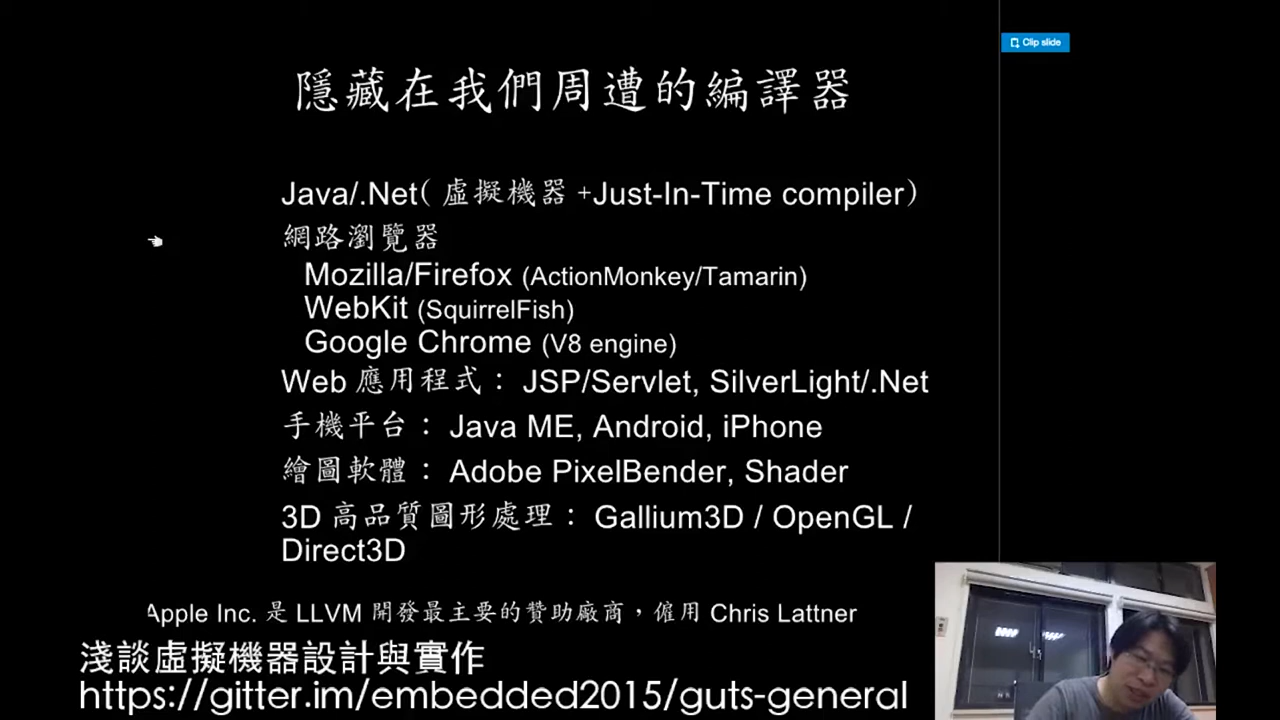 Clip slide
隱藏在我們周遭的編譯器
Java/.Net( 虛擬機器 +Just-In-Time compiler)
網路瀏覽器
Mozilla/Firefox (ActionMonkey/Tamarin)
WebKit (SquirrelFish)
Google Chrome (V8 engine)
Web 應用程式： JSP/Servlet, SilverLight/.Net
手機平台： Java ME, Android, iPhone
繪圖軟體： Adobe PixelBender, Shader
3D 高品質圖形處理： Gallium3D / OpenGL /
Direct3D
Apple Inc. 是 LLVM 開發最主要的贊助廠商，僱用 Chris Lattner
淺談虛擬機器設計與實作
https://gitter.im/embedded2015/guts-general